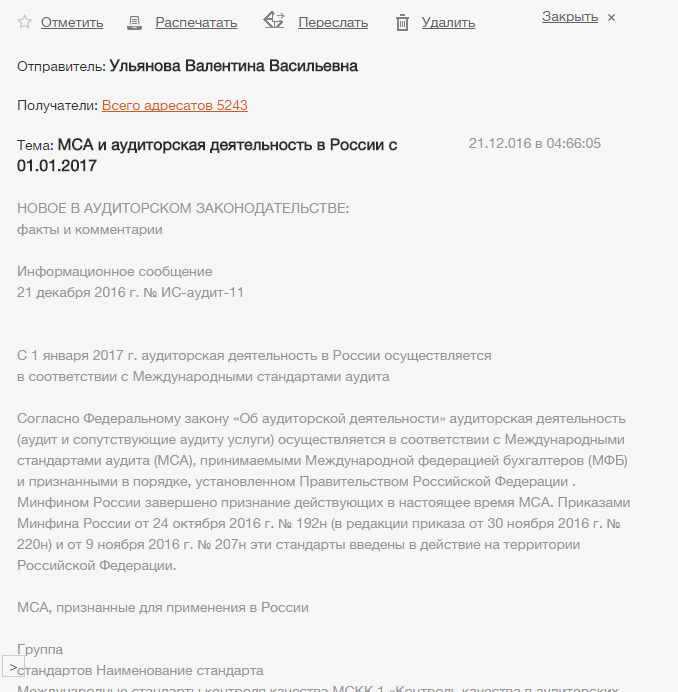 Отметить Распечатать Переслать Удалить Закрыть ×
Отправитель: Ульянова Валентина Васильевна
Получатели: Всего адресатов 5243
Тема: МСА и аудиторская деятельность в России с 21.12.016 в 04:66:05
01.01.2017
НОВОЕ В АУДИТОРСКОМ ЗАКОНОДАТЕЛЬСТВЕ:
факты и комментарии
Информационное сообщение
21 декабря 2016 г. № ИС-аудит-11
С 1 января 2017 г. аудиторская деятельность в России осуществляется
в соответствии с Международными стандартами аудита
Согласно Федеральному закону «Об аудиторской деятельности» аудиторская деятельность
(аудит и сопутствующие аудиту услуги) осуществляется в соответствии с Международными
стандартами аудита (МСА), принимаемыми Международной федерацией бухгалтеров (МФБ)
и признанными в порядке, установленном Правительством Российской Федерации .
Минфином России завершено признание действующих в настоящее время МСА. Приказами
Минфина России от 24 октября 2016 г. № 192н (в редакции приказа от 30 ноября 2016 г. №
220н) и от 9 ноября 2016 г. № 207н эти стандарты введены в действие на территории
Российской Федерации.
МСА, признанные для применения в России
Группа
> стандартов Наименование стандарта
Международные стандарты контроля качества МСКК 1 «Контроль качества в аудиторских